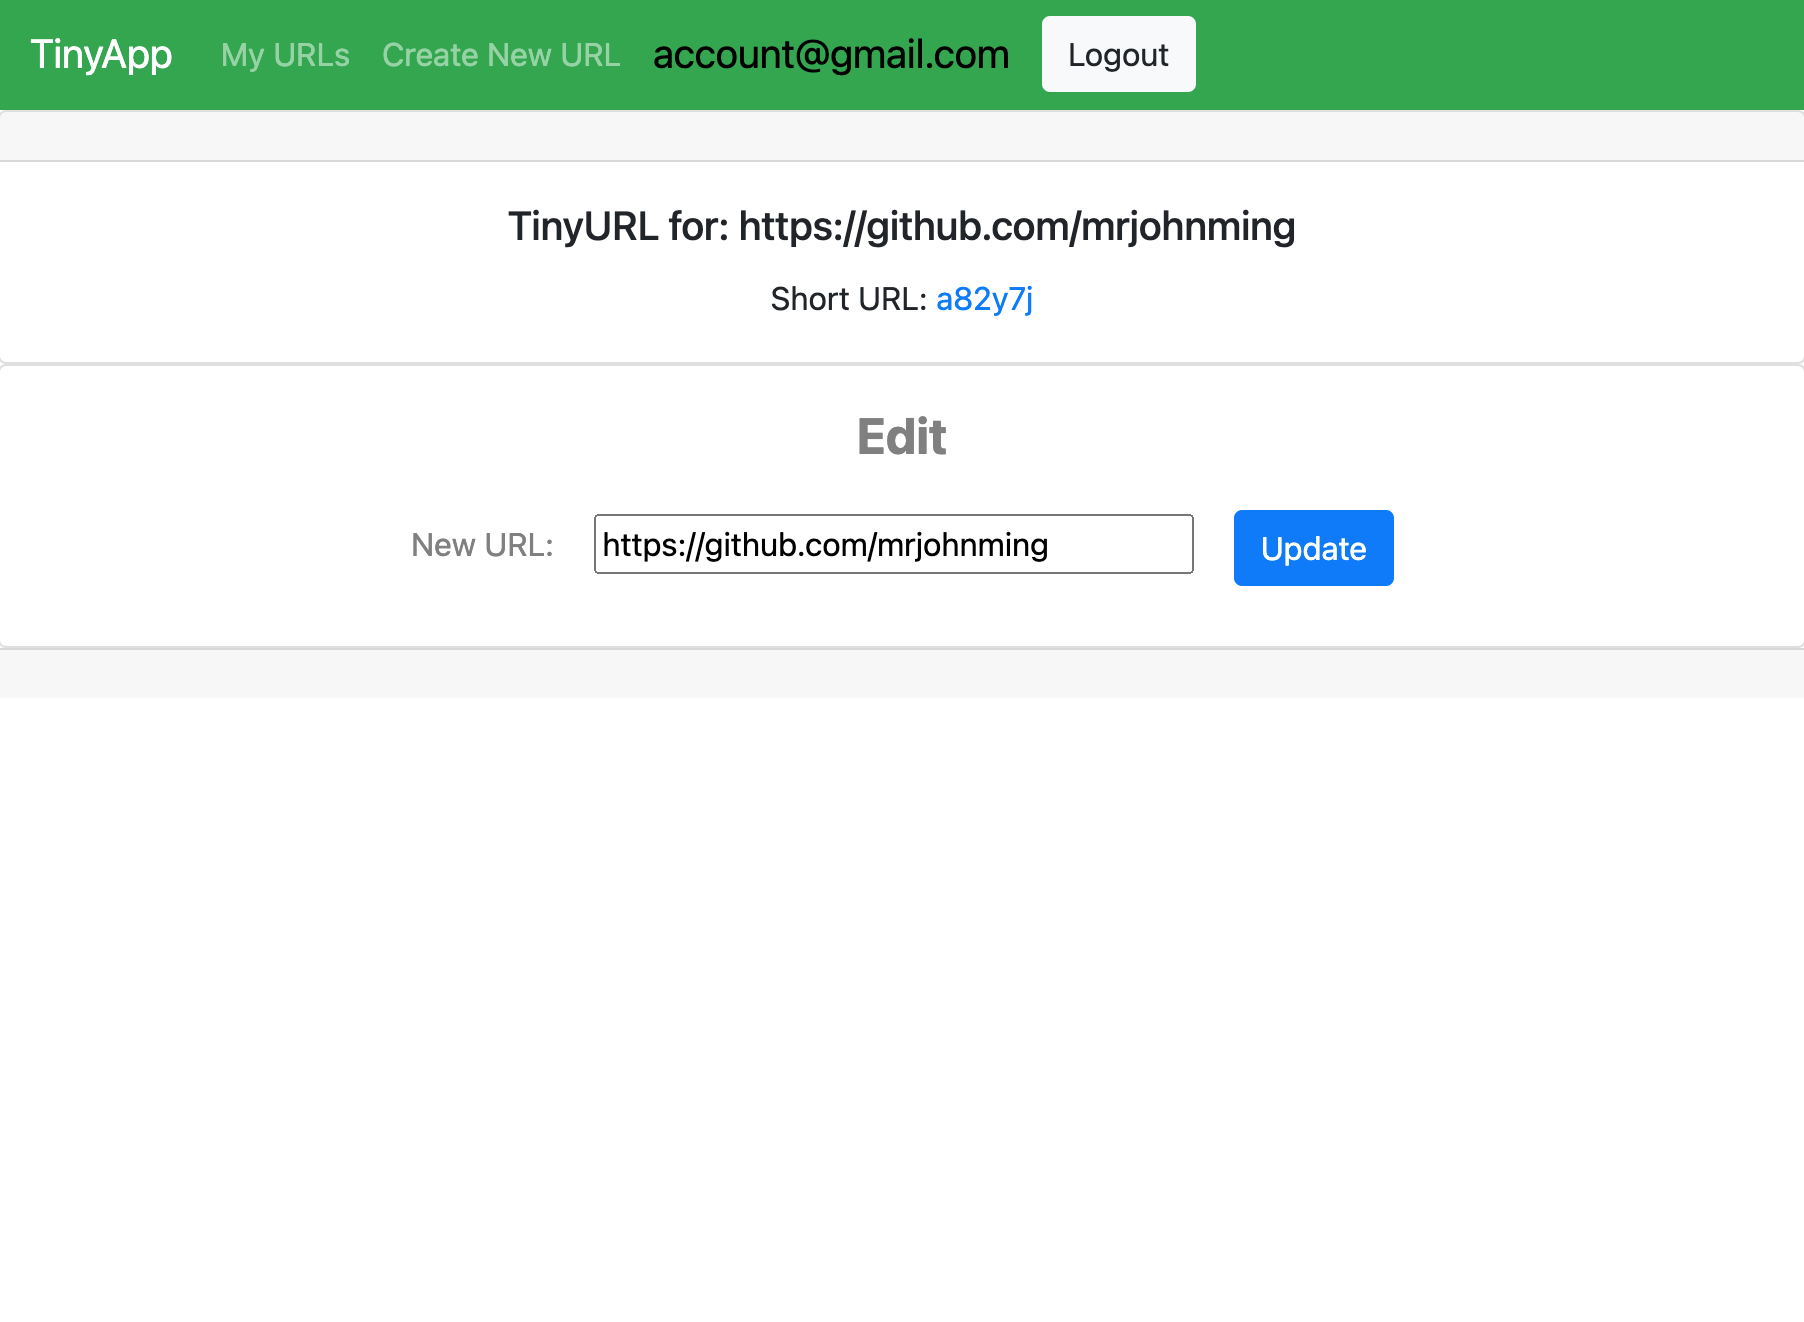 TinyApp My URLs Create New URL account@gmail.com Logout
TinyURL for: https://github.com/mrjohnming
Short URL: a82y7j
Edit
New URL: https://github.com/mrjohnming Update